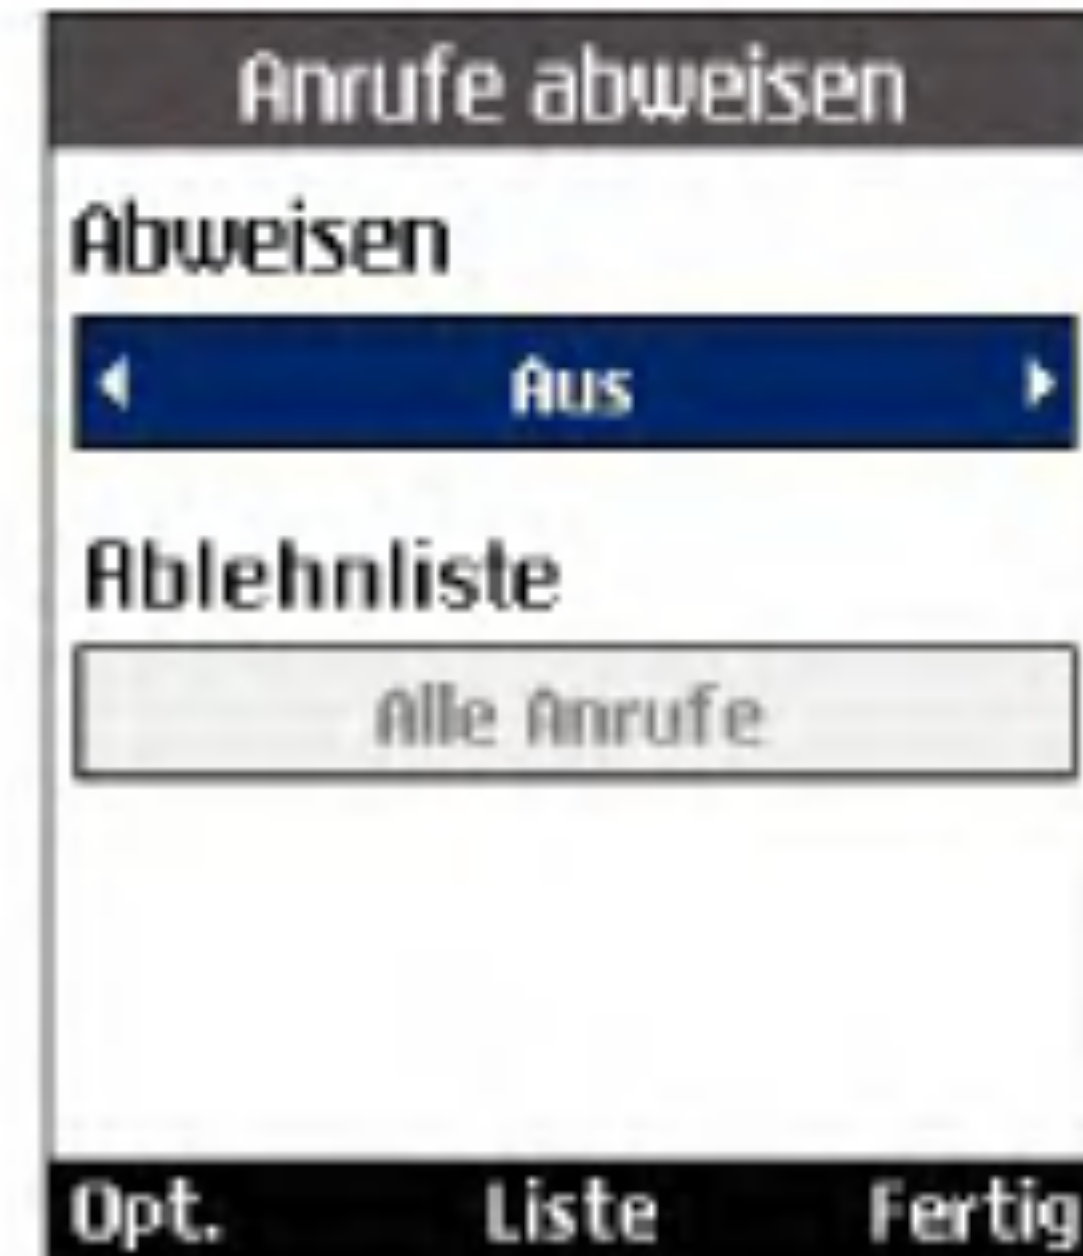 Anrufe abweisen
Abweisen
Aus
Ablehnliste
Alle Anrufe
Opt. Liste Fertig